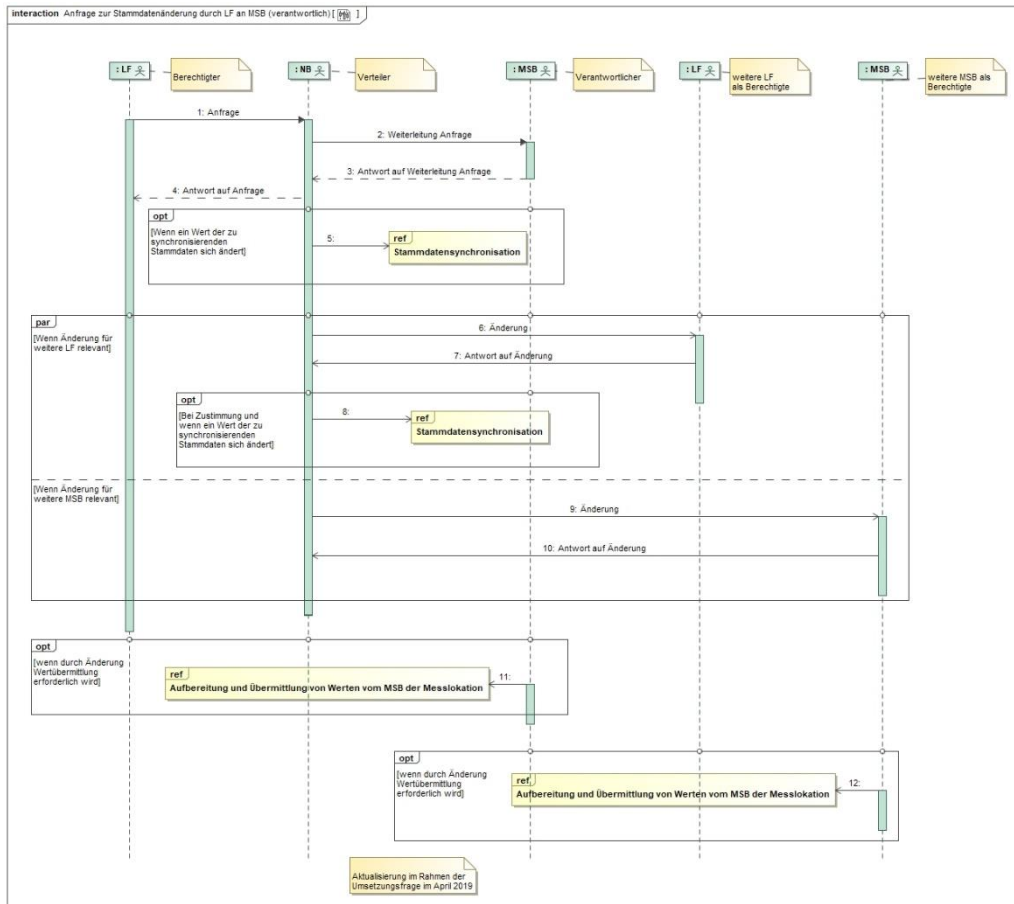 interaction Anfrage zur Stammdatenänderung durch LF an MSB (verantwortlich) [ ]
: LF
Berechtigter
: NB
Verteiler
: MSB
Verantwortlicher
: LF
weitere LF
als Berechtigte
: MSB
weitere MSB als
Berechtigte
1: Anfrage
2: Weiterleitung Anfrage
3: Antwort auf Weiterleitung Anfrage
4: Antwort auf Anfrage
opt
[Wenn ein Wert der zu
synchronisierenden
Stammdaten sich ändert]
5:
ref
Stammdatensynchronisation
par
[Wenn Änderung für
weitere LF relevant]
6: Änderung
7: Antwort auf Änderung
opt
[Bei Zustimmung und
wenn ein Wert der zu
synchronisierenden
Stammdaten sich ändert]
8:
ref
Stammdatensynchronisation
[Wenn Änderung für
weitere MSB relevant]
9: Änderung
10: Antwort auf Änderung
opt
[wenn durch Änderung
Wertübermittlung
erforderlich wird]
ref
Aufbereitung und Übermittlung von Werten vom MSB der Messlokation
11:
opt
[wenn durch Änderung
Wertübermittlung
erforderlich wird]
ref
Aufbereitung und Übermittlung von Werten vom MSB der Messlokation
12:
Aktualisierung im Rahmen der
Umsetzungsfrage im April 2019